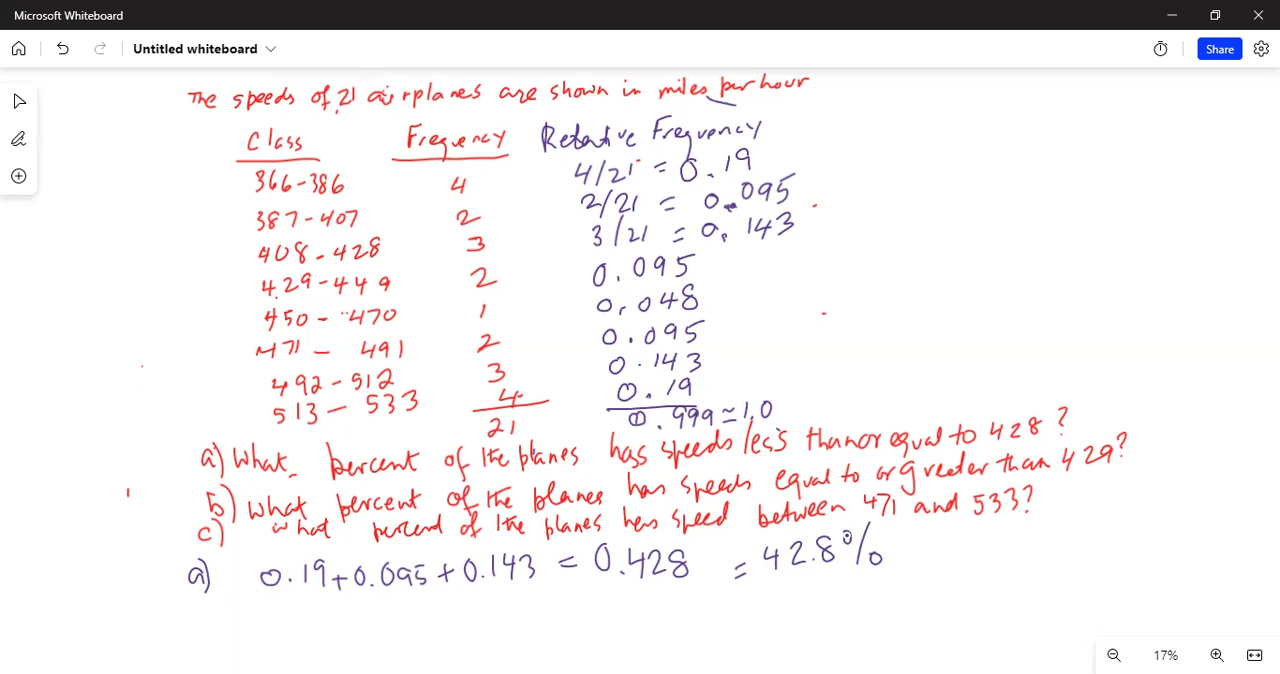 Microsoft Whiteboard
Untitled whiteboard
Share
The speeds of 21 airplanes are shown in miles per hour
Class Frequency Relative Frequency
366-386 4 4/21 = 0.19
387-407 2 2/21 = 0.095
408-428 3 3/21 = 0.143
429-449 2 0.095
450-470 1 0.048
471-491 2 0.095
492-512 3 0.143
513-533 4 0.19
21 0.999≃1.0
a) What percent of the planes has speeds less than or equal to 428?
b) What percent of the planes has speeds equal to or greater than 429?
c) what percent of the planes has speed between 471 and 533?
a) 0.19+0.095+0.143 = 0.428 = 42.8%
17%